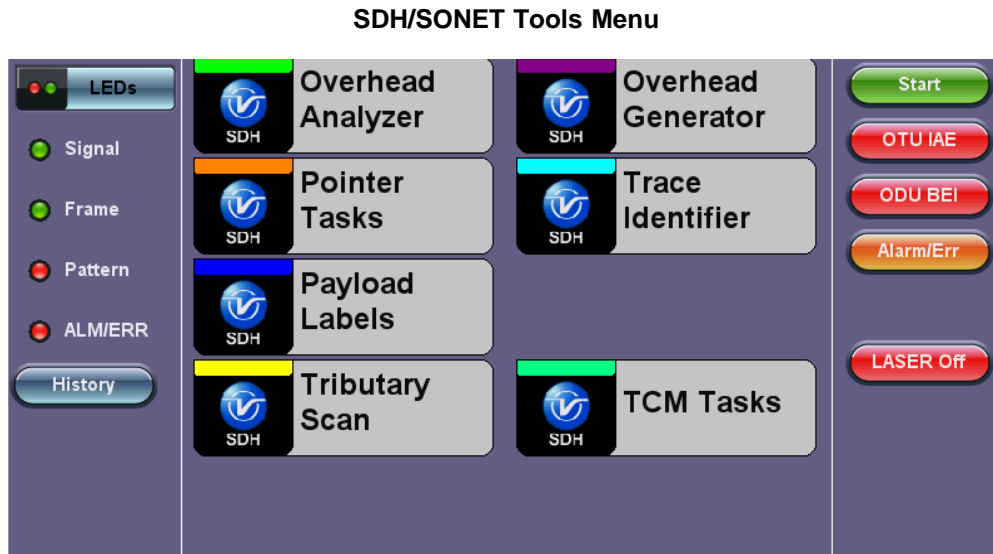 SDH/SONET Tools Menu
LEDs
Signal
Frame
Pattern
ALM/ERR
History
Overhead
Analyzer
SDH
Overhead
Generator
SDH
Pointer
Tasks
SDH
Trace
Identifier
SDH
Payload
Labels
SDH
Tributary
Scan
SDH
TCM Tasks
SDH
Start
OTU IAE
ODU BEI
Alarm/Err
LASER Off